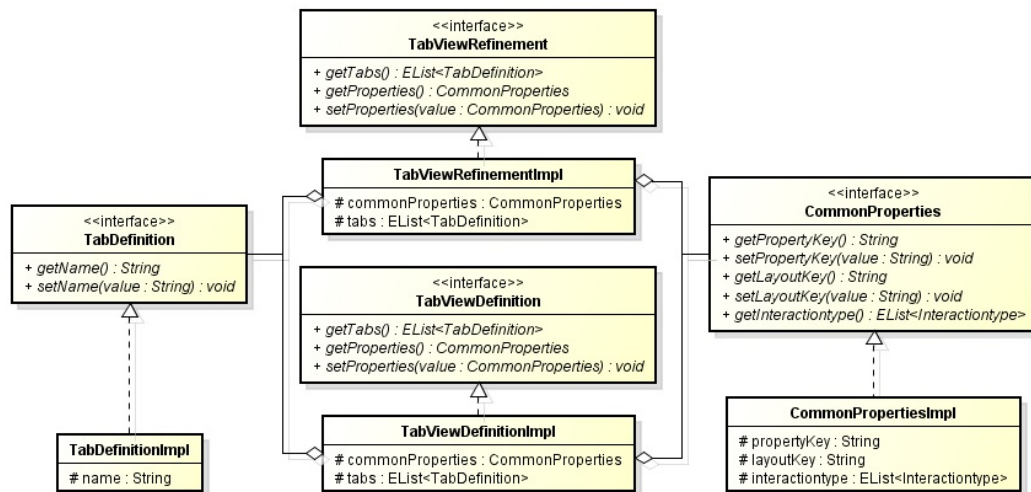 <<interface>>
TabViewRefinement
+ getTabs() : EList<TabDefinition>
+ getProperties() : CommonProperties
+ setProperties(value : CommonProperties) : void
TabViewRefinementImpl
# commonProperties : CommonProperties
# tabs : EList<TabDefinition>
<<interface>>
TabDefinition
+ getName() : String
+ setName(value : String) : void
<<interface>>
CommonProperties
+ getPropertyKey() : String
+ setPropertyKey(value : String) : void
+ getLayoutKey() : String
+ setLayoutKey(value : String) : void
+ getInteractiontype() : EList<Interactiontype>
<<interface>>
TabViewDefinition
+ getTabs() : EList<TabDefinition>
+ getProperties() : CommonProperties
+ setProperties(value : CommonProperties) : void
TabDefinitionImpl
# name : String
TabViewDefinitionImpl
# commonProperties : CommonProperties
# tabs : EList<TabDefinition>
CommonPropertiesImpl
# propertyKey : String
# layoutKey : String
# interactiontype : EList<Interactiontype>